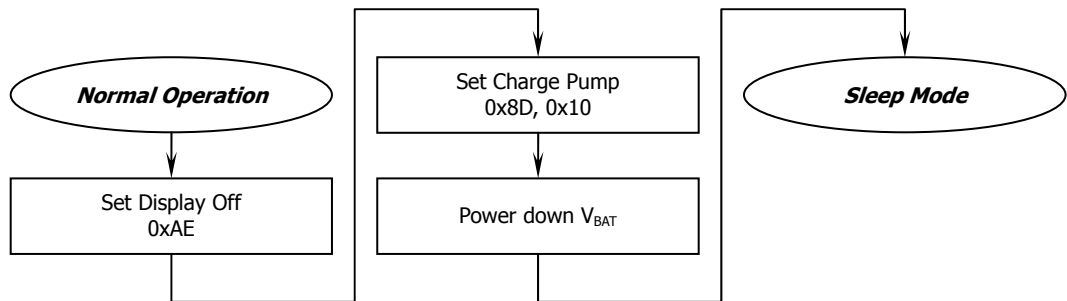 Normal Operation
Set Display Off
0xAE
Set Charge Pump
0x8D, 0x10
Power down VBAT
Sleep Mode